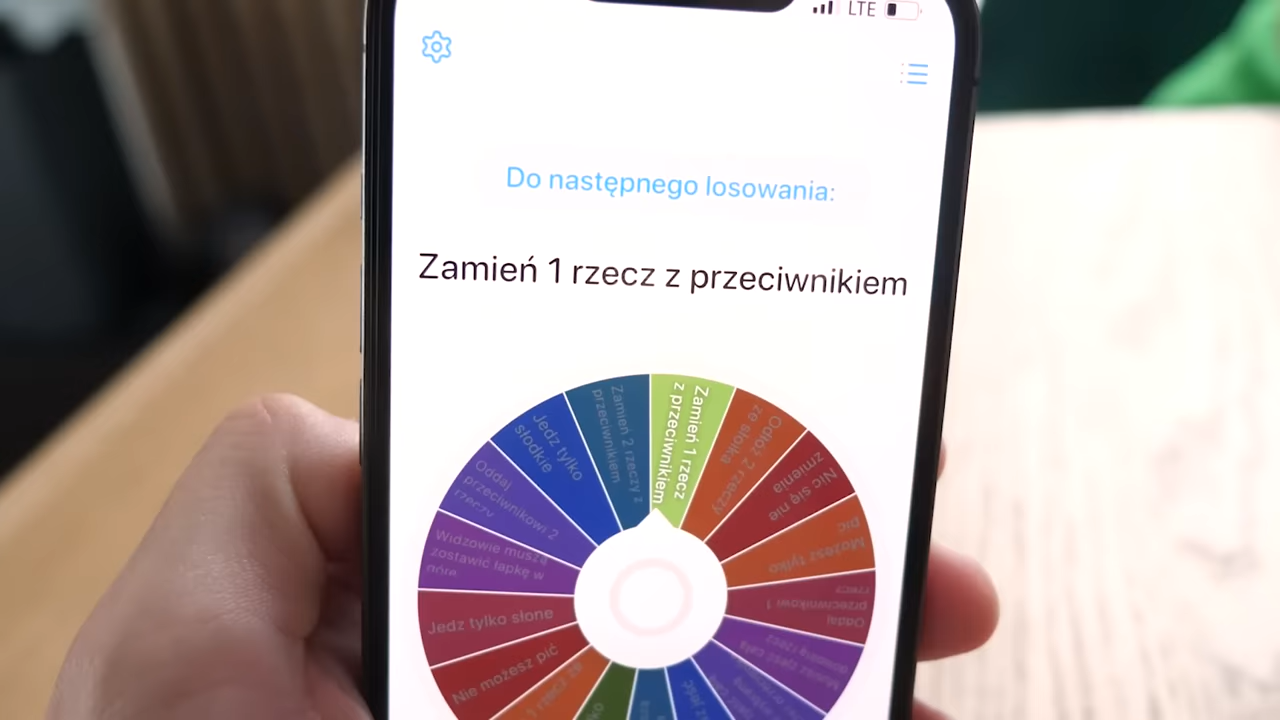 LTE
Do następnego losowania:
Zamień 1 rzecz z przeciwnikiem
Zamień 1 rzecz
z przeciwnikiem
Odłóż 2 rzeczy
ze stolika
Nic się nie
zmienia
Możesz tylko
pić
Oddaj
przeciwnikowi 1
rzecz
Zamień 2 rzeczy z
przeciwnikiem
Jedz tylko
słodkie
Oddaj
przeciwnikowi 2
rzeczy
Widzowie muszą
zostawić łapkę w
górę
Jedz tylko słone
Nie możesz pić